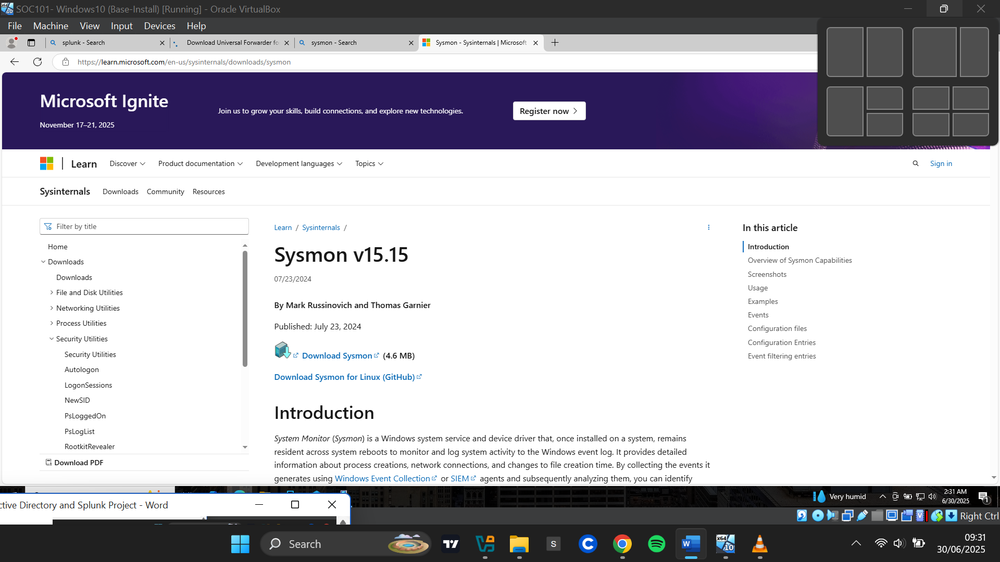 SOC101- Windows10 (Base-Install) [Running] - Oracle VirtualBox
File Machine View Input Devices Help
splunk - Search
Download Universal Forwarder fo
sysmon - Search
Sysmon - Sysinternals | Microsoft
https://learn.microsoft.com/en-us/sysinternals/downloads/sysmon
Microsoft Ignite
November 17–21, 2025
Join us to grow your skills, build connections, and explore new technologies.
Register now
Learn Discover Product documentation Development languages Topics Sign in
Sysinternals Downloads Community Resources
Filter by title
Home
Downloads
Downloads
File and Disk Utilities
Networking Utilities
Process Utilities
Security Utilities
Security Utilities
Autologon
LogonSessions
NewSID
PsLoggedOn
PsLogList
RootkitRevealer
Download PDF
Learn / Sysinternals /
Sysmon v15.15
07/23/2024
By Mark Russinovich and Thomas Garnier
Published: July 23, 2024
Download Sysmon (4.6 MB)
Download Sysmon for Linux (GitHub)
Introduction
System Monitor (Sysmon) is a Windows system service and device driver that, once installed on a system, remains
resident across system reboots to monitor and log system activity to the Windows event log. It provides detailed
information about process creations, network connections, and changes to file creation time. By collecting the events it
generates using Windows Event Collection or SIEM agents and subsequently analyzing them, you can identify
In this article
Introduction
Overview of Sysmon Capabilities
Screenshots
Usage
Examples
Events
Configuration files
Configuration Entries
Event filtering entries
Very humid
2:31 AM
6/30/2025
1
ctive Directory and Splunk Project - Word
Right Ctrl
Search
S
x64
10
09:31
30/06/2025